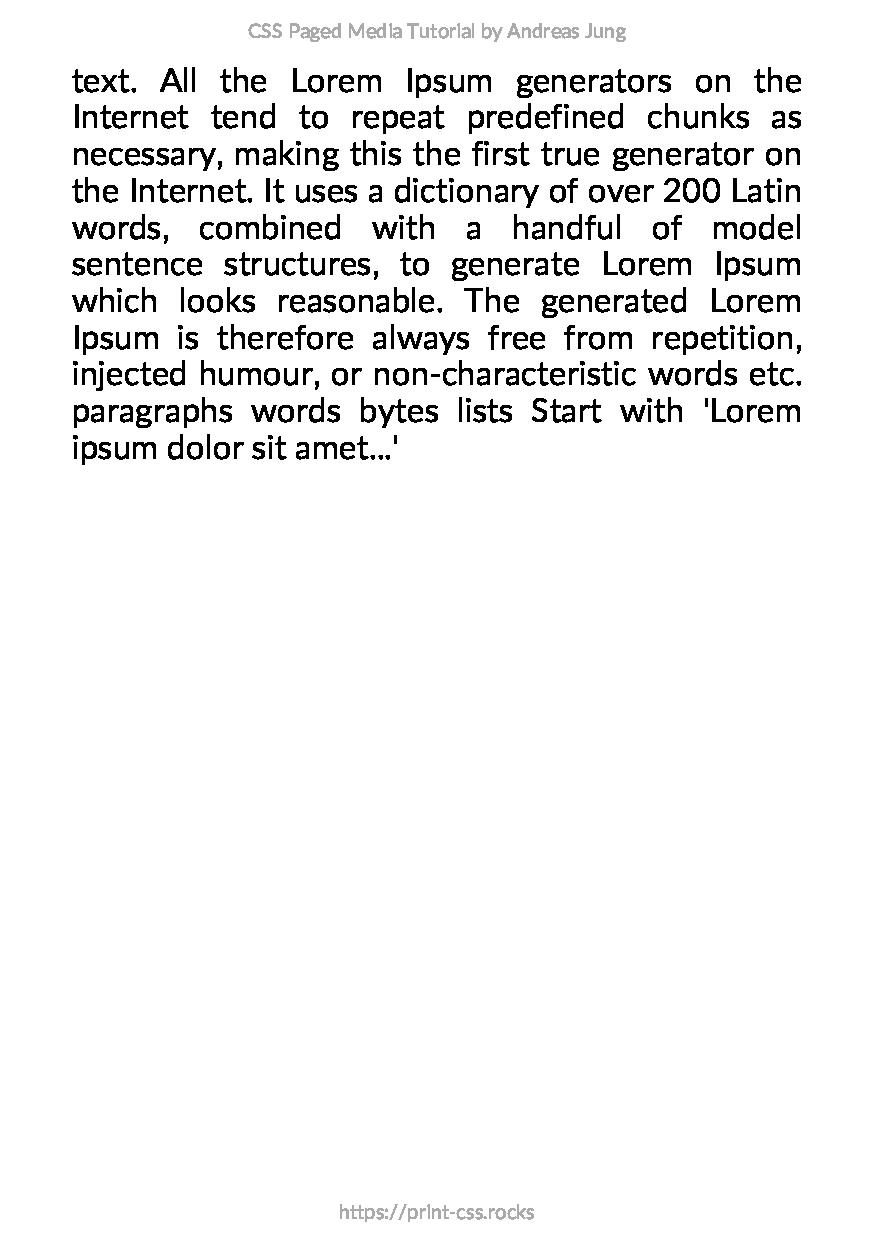 CSS Paged Media Tutorial by Andreas Jung
text. All the Lorem Ipsum generators on the
Internet tend to repeat predefined chunks as
necessary, making this the first true generator on
the Internet. It uses a dictionary of over 200 Latin
words, combined with a handful of model
sentence structures, to generate Lorem Ipsum
which looks reasonable. The generated Lorem
Ipsum is therefore always free from repetition,
injected humour, or non-characteristic words etc.
paragraphs words bytes lists Start with 'Lorem
ipsum dolor sit amet...'
https://print-css.rocks